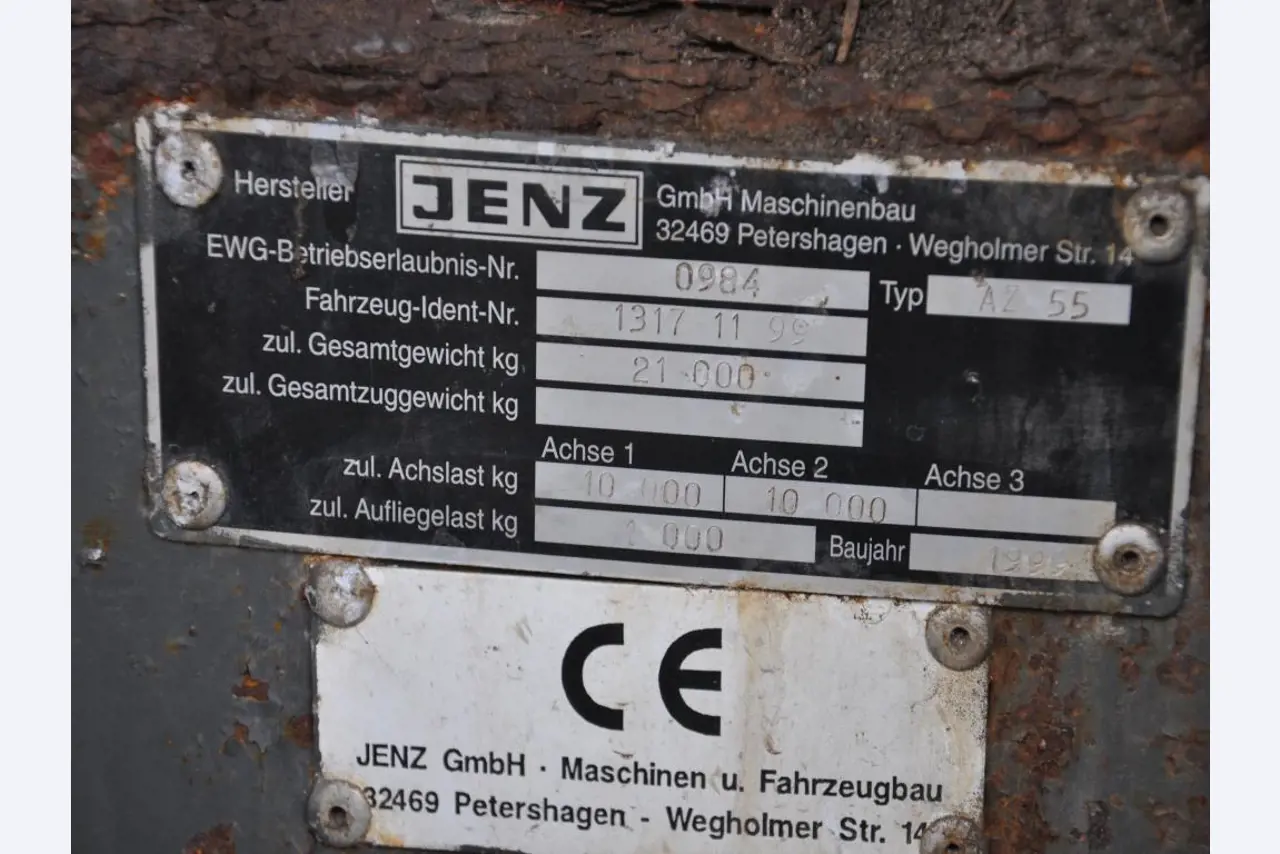 Hersteller JENZ GmbH Maschinenbau
32469 Petershagen · Wegholmer Str. 14
EWG-Betriebserlaubnis-Nr. 0984 Typ AZ 55
Fahrzeug-Ident-Nr. 1317 11 99
zul. Gesamtgewicht kg 21 000
zul. Gesamtzuggewicht kg
Achse 1 Achse 2 Achse 3
zul. Achslast kg 10 000 10 000
zul. Aufliegelast kg 1 000 Baujahr
CE
JENZ GmbH · Maschinen u. Fahrzeugbau
32469 Petershagen - Wegholmer Str. 14